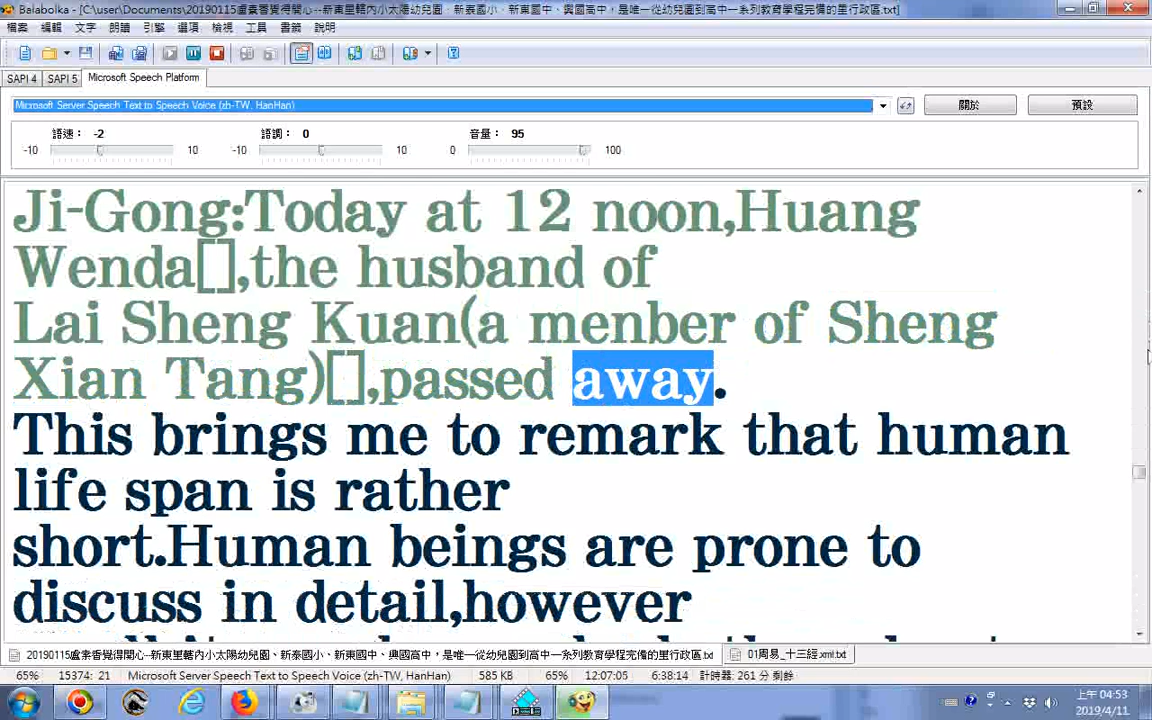 Balabolka - [C:\user\Documents\20190115盧素香覺得開心--新東里轄內小太陽幼兒園、新泰國小、新東國中、興國高中，是唯一從幼兒園到高中一系列教育學程完備的里行政區.txt]
檔案 編輯 文字 朗讀 引擎 選項 檢視 工具 書籤 說明
SAPI 4 SAPI 5 Microsoft Speech Platform
Microsoft Server Speech Text to Speech Voice (zh-TW, HanHan) 關於 預設
語速： -2 語調： 0 音量： 95
-10 10 -10 10 0 100
Ji-Gong:Today at 12 noon,Huang
Wenda[],the husband of
Lai Sheng Kuan(a menber of Sheng
Xian Tang)[],passed away.
This brings me to remark that human
life span is rather
short.Human beings are prone to
discuss in detail,however
20190115盧素香覺得開心--新東里轄內小太陽幼兒園、新泰國小、新東國中、興國高中，是唯一從幼兒園到高中一系列教育學程完備的里行政區.txt 01周易_十三經.xml.txt
65% 15374: 21 Microsoft Server Speech Text to Speech Voice (zh-TW, HanHan) 585 KB 65% 12:07:05 6:38:14 計時器: 261 分 剩餘
上午 04:53
2019/4/11